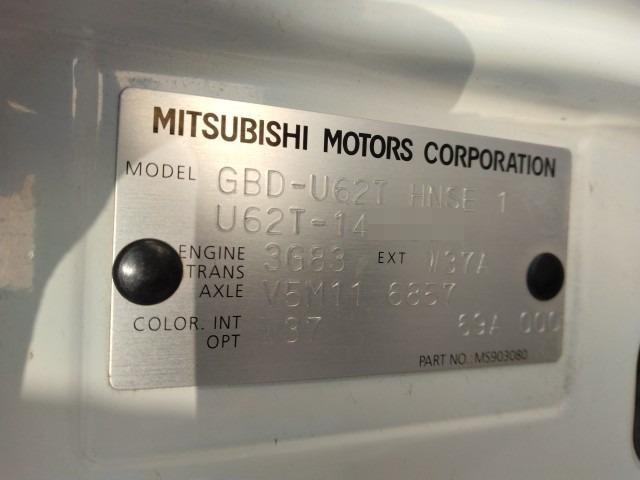 MITSUBISHI MOTORS CORPORATION
MODEL GBD-U62T HNSE 1
U62T-14
ENGINE 3G83 EXT W37A
TRANS
AXLE V5M11 6857
COLOR. INT W37 69A 000
OPT
PART NO.: MS903080